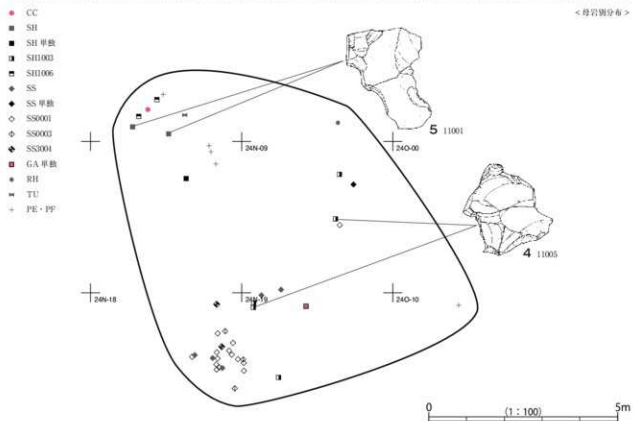 <母岩別分布>
CC
SH
SH 単独
SH1003
SH1006
SS
SS 単独
SS0001
SS0003
SS3004
GA 単独
RH
TU
PE・PF
5 11001
24N-09
24O-00
4 11005
24N-18
24N-19
24O-10
0 (1:100) 5m